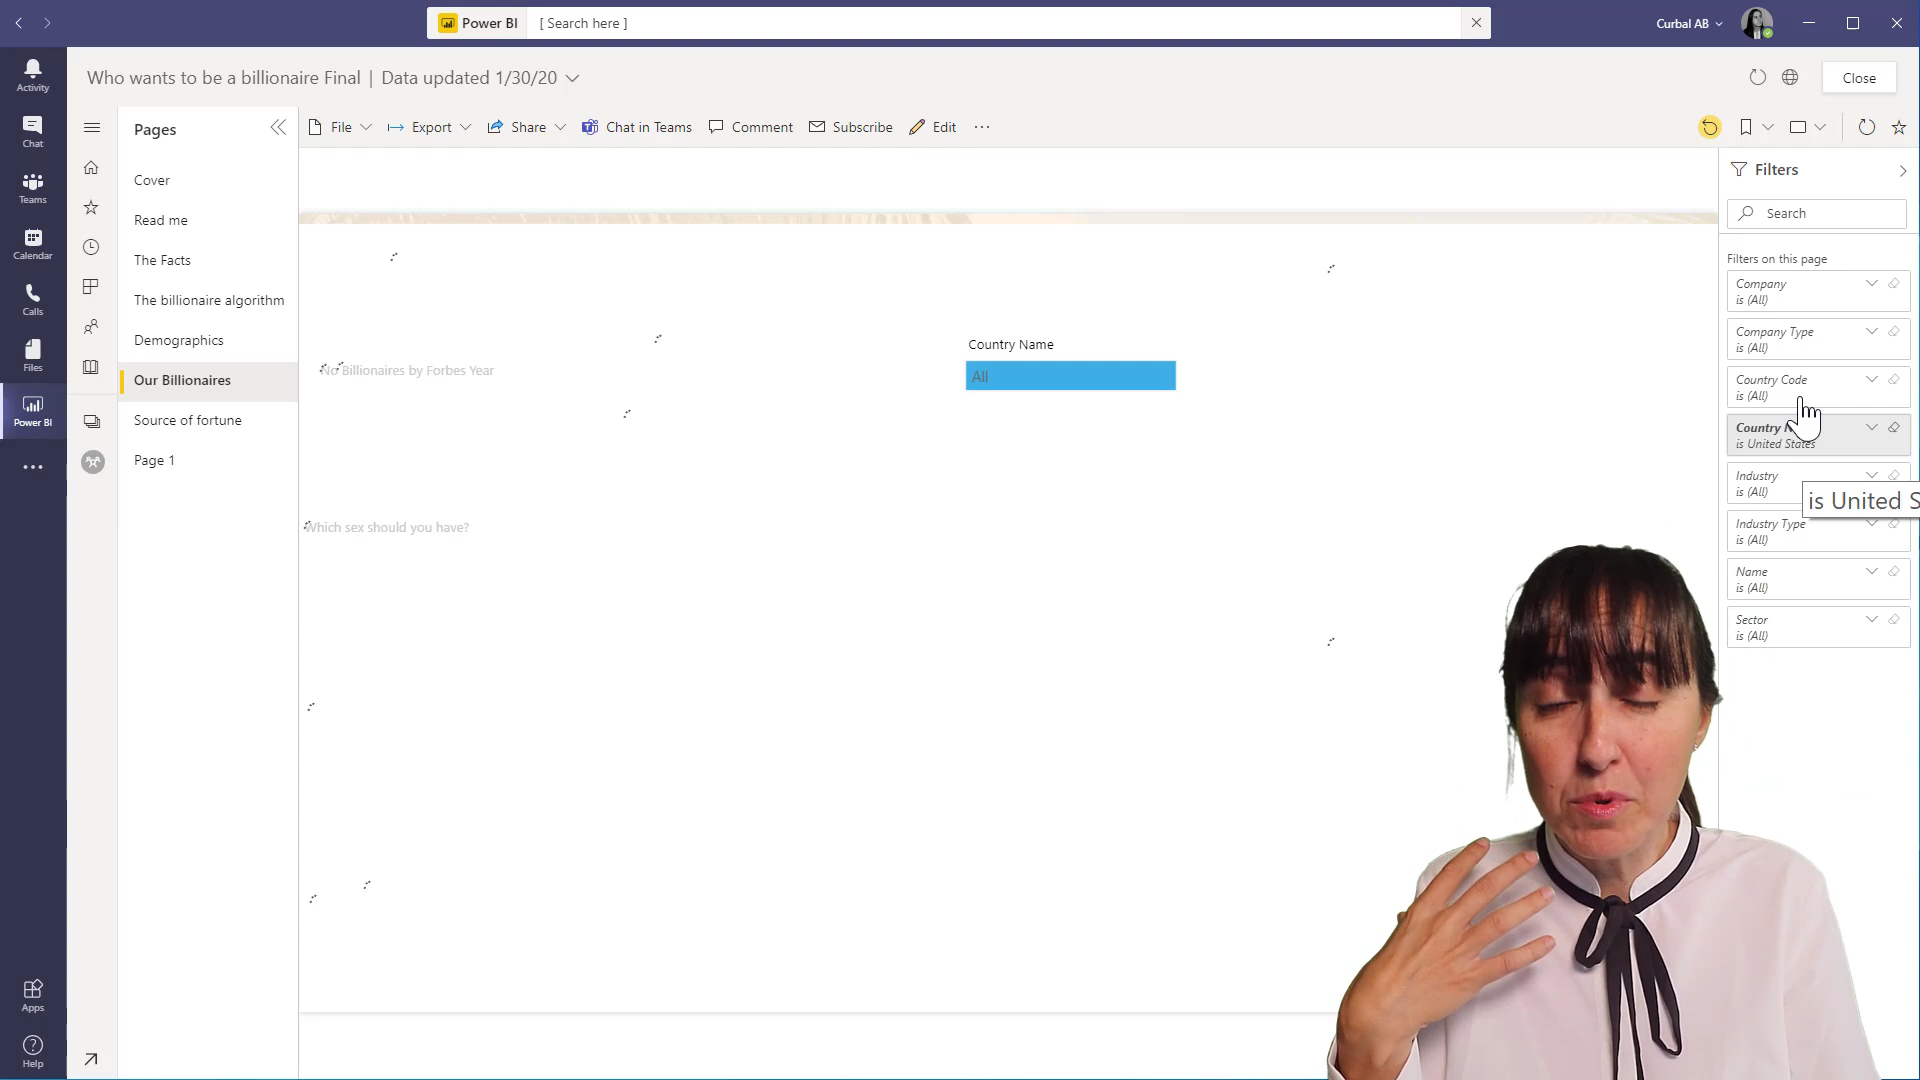 Power BI
[ Search here ]
Curbal AB
Activity
Chat
Teams
Calendar
Calls
Files
Power BI
Apps
Help
Who wants to be a billionaire Final | Data updated 1/30/20
Close
Pages
Cover
Read me
The Facts
The billionaire algorithm
Demographics
Our Billionaires
Source of fortune
Page 1
File
Export
Share
Chat in Teams
Comment
Subscribe
Edit
No Billionaires by Forbes Year
Country Name
All
Which sex should you have?
Filters
Search
Filters on this page
Company
is (All)
Company Type
is (All)
Country Code
is (All)
Country N
is United States
Industry
is (All)
is United S
Industry Type
is (All)
Name
is (All)
Sector
is (All)